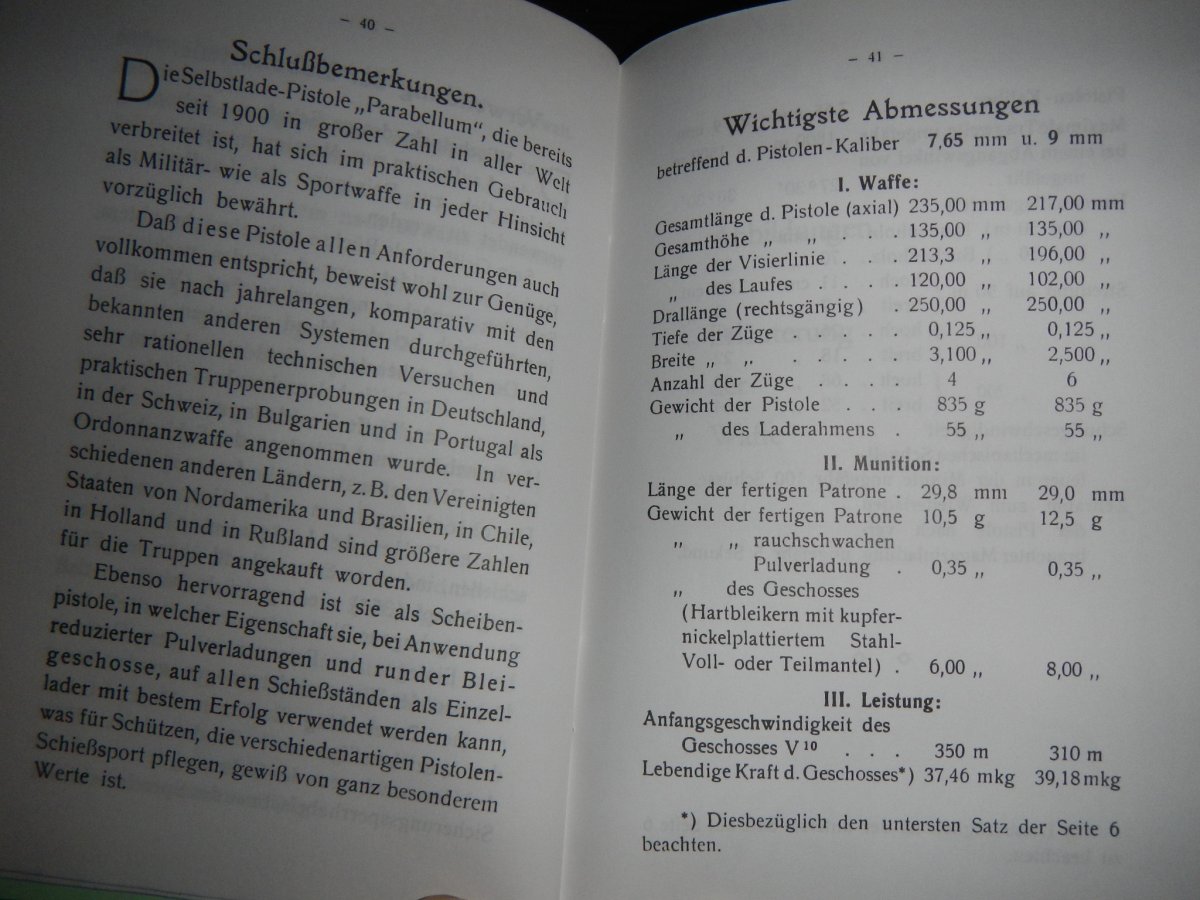 – 40 –
Schlußbemerkungen.
Die Selbstlade-Pistole „Parabellum“, die bereits
seit 1900 in großer Zahl in aller Welt
verbreitet ist, hat sich im praktischen Gebrauch
als Militär- wie als Sportwaffe in jeder Hinsicht
vorzüglich bewährt.
Daß diese Pistole allen Anforderungen auch
vollkommen entspricht, beweist wohl zur Genüge,
daß sie nach jahrelangen, komparativ mit den
bekannten anderen Systemen durchgeführten,
sehr rationellen technischen Versuchen und
praktischen Truppenerprobungen in Deutschland,
in der Schweiz, in Bulgarien und in Portugal als
Ordonnanzwaffe angenommen wurde. In ver-
schiedenen anderen Ländern, z. B. den Vereinigten
Staaten von Nordamerika und Brasilien, in Chile,
in Holland und in Rußland sind größere Zahlen
für die Truppen angekauft worden.
Ebenso hervorragend ist sie als Scheiben-
pistole, in welcher Eigenschaft sie, bei Anwendung
reduzierter Pulverladungen und runder Blei-
geschosse, auf allen Schießständen als Einzel-
lader mit bestem Erfolg verwendet werden kann,
was für Schützen, die verschiedenartigen Pistolen-
Schießsport pflegen, gewiß von ganz besonderem
Werte ist.
– 41 –
Wichtigste Abmessungen
betreffend d. Pistolen-Kaliber 7,65 mm u. 9 mm
I. Waffe:
Gesamtlänge d. Pistole (axial) 235,00 mm 217,00 mm
Gesamthöhe „ „ . . . 135,00 „ 135,00 „
Länge der Visierlinie . . . 213,3 „ 196,00 „
„ des Laufes . . . 120,00 „ 102,00 „
Drallänge (rechtsgängig) . 250,00 „ 250,00 „
Tiefe der Züge . . . . 0,125 „ 0,125 „
Breite „ „ . . . . . 3,100 „ 2,500 „
Anzahl der Züge . . . . 4 6
Gewicht der Pistole . . . 835 g 835 g
„ des Laderahmens . 55 „ 55 „
II. Munition:
Länge der fertigen Patrone . 29,8 mm 29,0 mm
Gewicht der fertigen Patrone 10,5 g 12,5 g
„ „ rauchschwachen
Pulverladung . 0,35 „ 0,35 „
„ des Geschosses
(Hartbleikern mit kupfer-
nickelplattiertem Stahl-
Voll- oder Teilmantel) . 6,00 „ 8,00 „
III. Leistung:
Anfangsgeschwindigkeit des
Geschosses V¹⁰ . . . 350 m 310 m
Lebendige Kraft d. Geschosses*) 37,46 mkg 39,18 mkg
*) Diesbezüglich den untersten Satz der Seite 6
beachten.